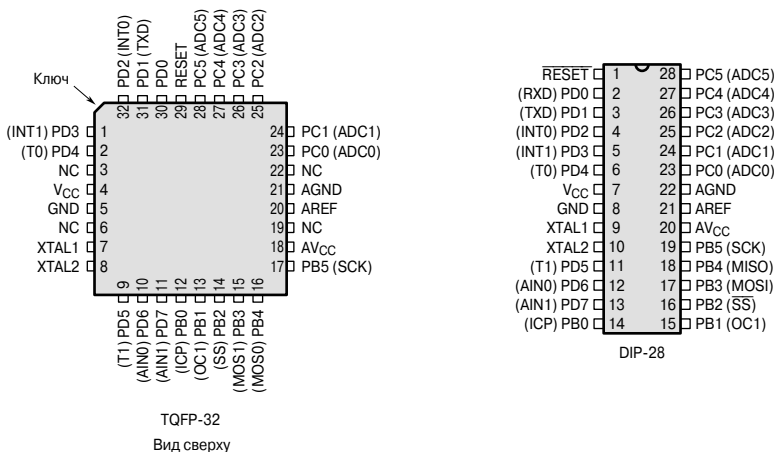 Ключ
32 PD2 (INT0)
31 PD1 (TXD)
30 PD0
29 RESET
28 PC5 (ADC5)
27 PC4 (ADC4)
26 PC3 (ADC3)
25 PC2 (ADC2)
(INT1) PD3 1
(T0) PD4 2
NC 3
VCC 4
GND 5
NC 6
XTAL1 7
XTAL2 8
24 PC1 (ADC1)
23 PC0 (ADC0)
22 NC
21 AGND
20 AREF
19 NC
18 AVCC
17 PB5 (SCK)
(T1) PD5 9
(AIN0) PD6 10
(AIN1) PD7 11
(ICP) PB0 12
(OC1) PB1 13
(SS) PB2 14
(MOS1) PB3 15
(MOS0) PB4 16
TQFP-32
Вид сверху
RESET 1 28 PC5 (ADC5)
(RXD) PD0 2 27 PC4 (ADC4)
(TXD) PD1 3 26 PC3 (ADC3)
(INT0) PD2 4 25 PC2 (ADC2)
(INT1) PD3 5 24 PC1 (ADC1)
(T0) PD4 6 23 PC0 (ADC0)
VCC 7 22 AGND
GND 8 21 AREF
XTAL1 9 20 AVCC
XTAL2 10 19 PB5 (SCK)
(T1) PD5 11 18 PB4 (MISO)
(AIN0) PD6 12 17 PB3 (MOSI)
(AIN1) PD7 13 16 PB2 (SS)
(ICP) PB0 14 15 PB1 (OC1)
DIP-28